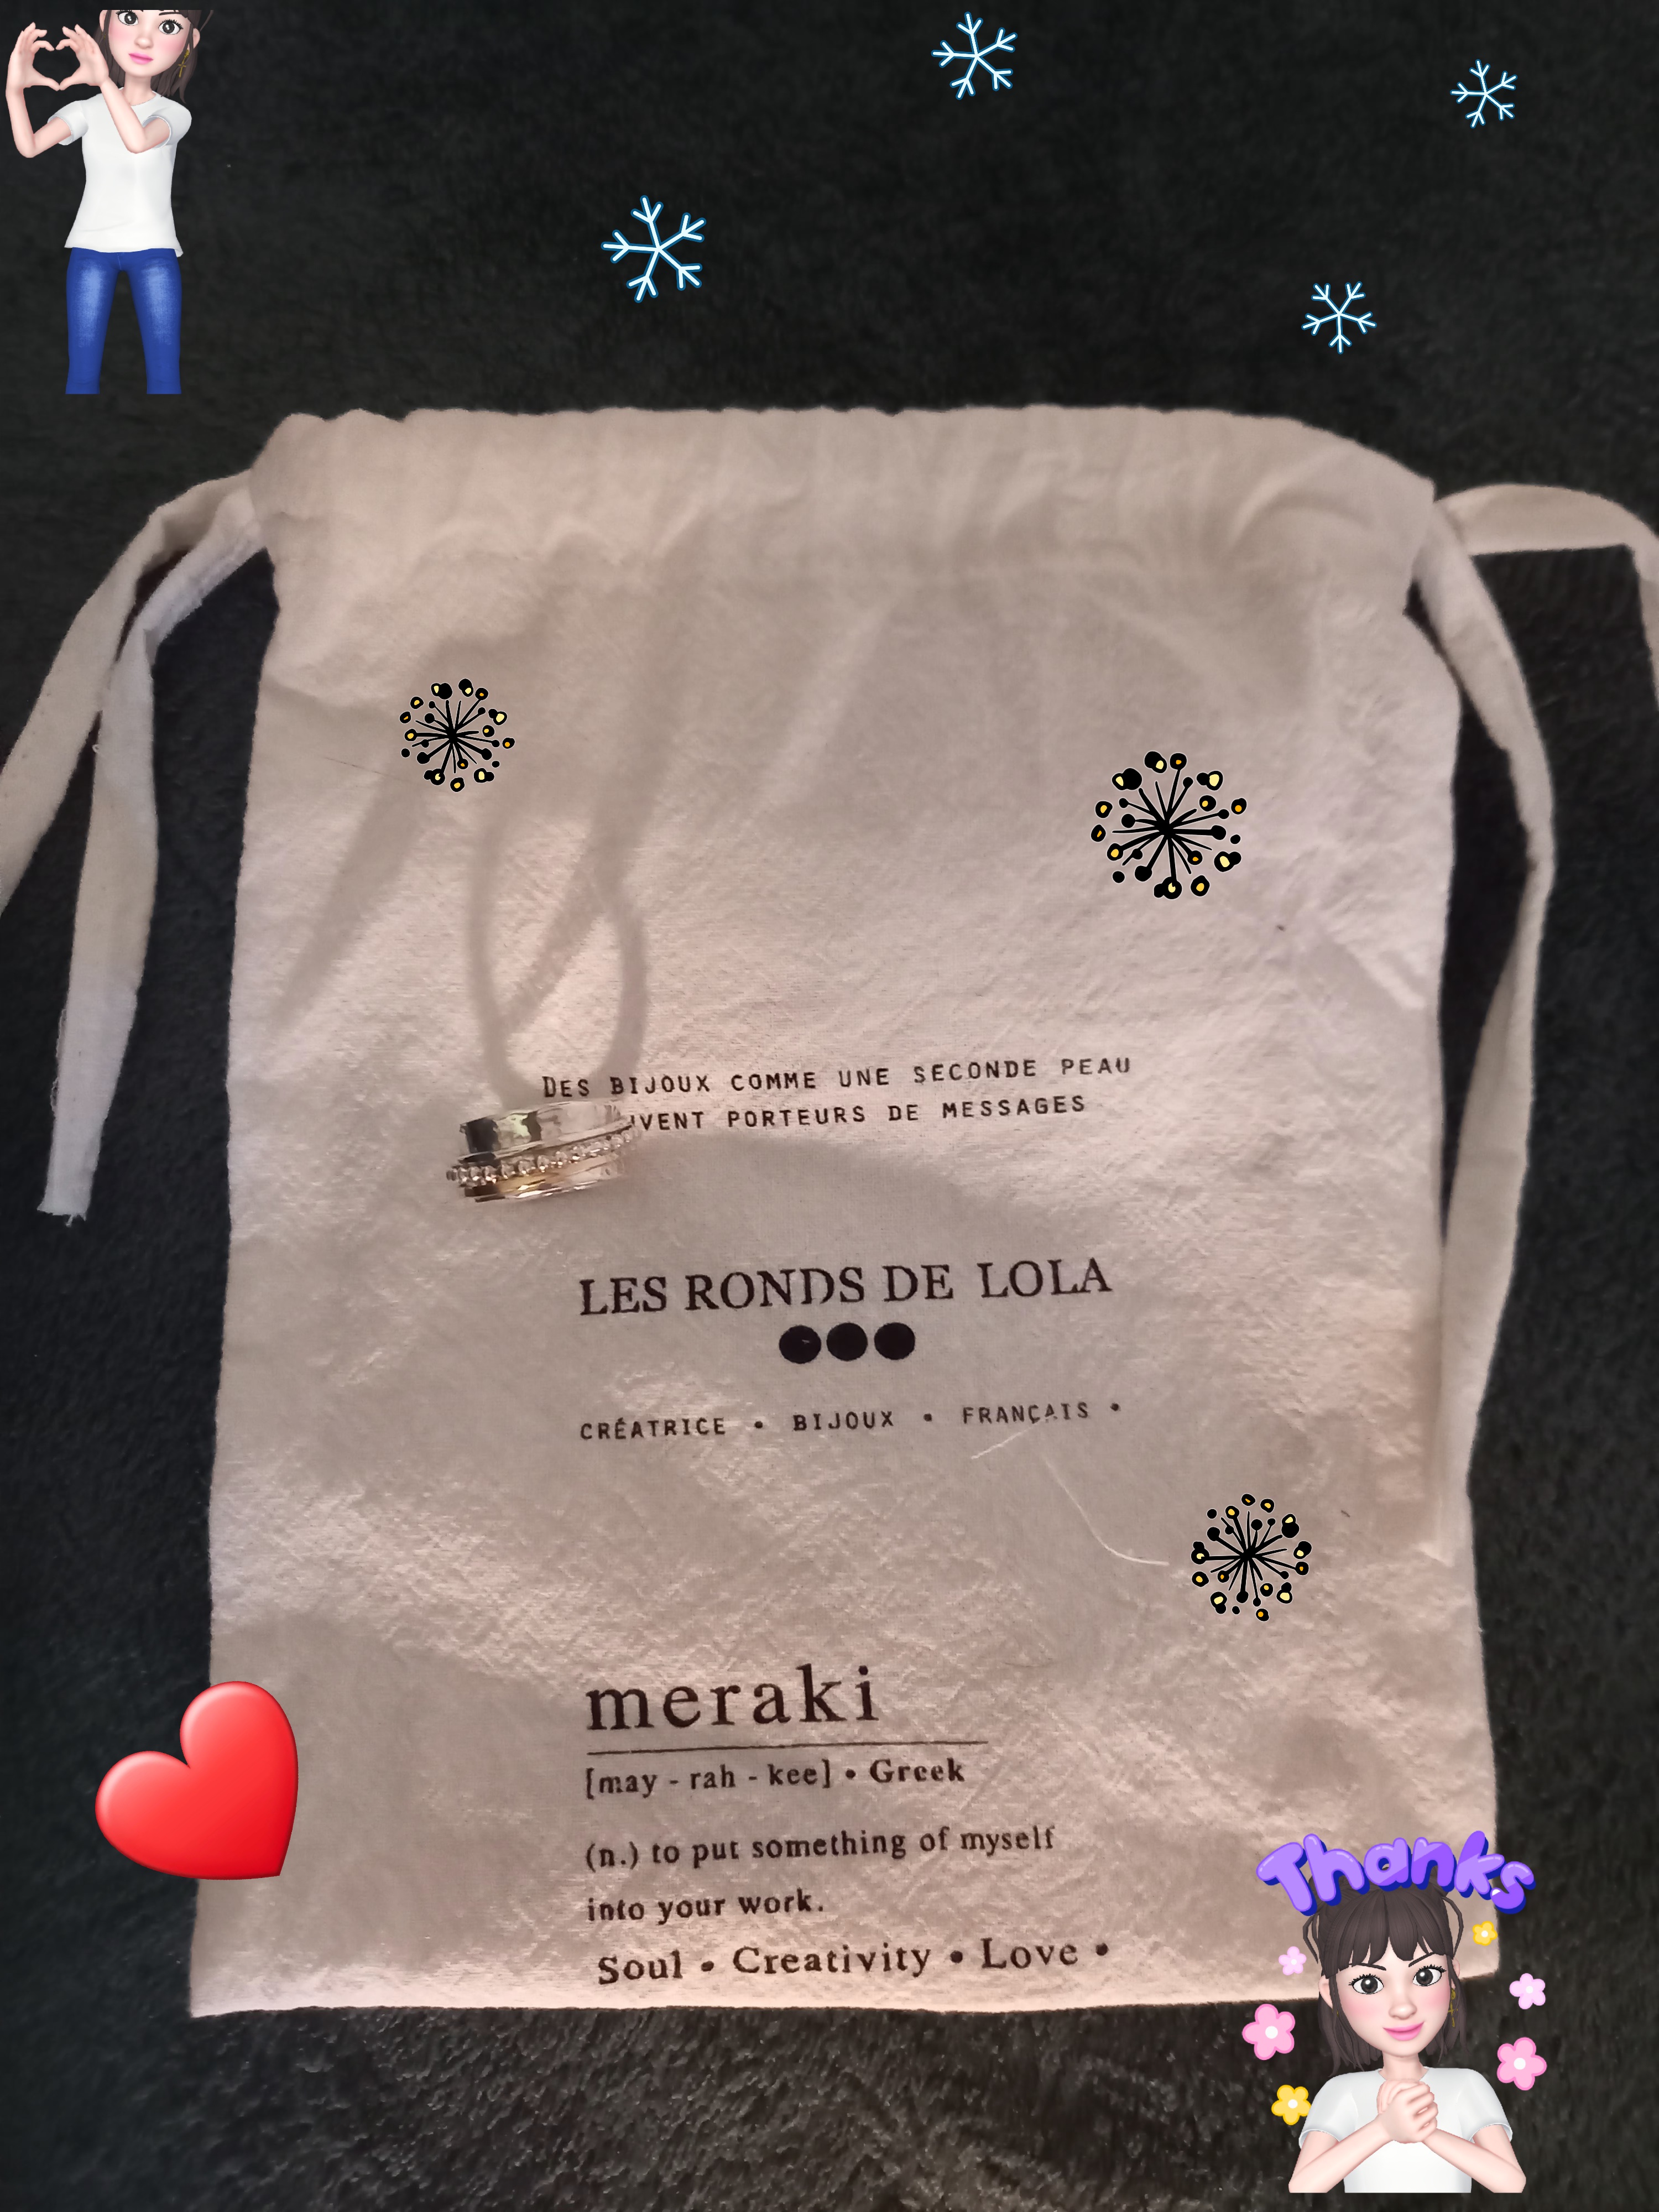 DES BIJOUX COMME UNE SECONDE PEAU
PORTEURS DE MESSAGES
LES RONDS DE LOLA
CRÉATRICE • BIJOUX • FRANÇAIS •
meraki
[may - rah - kee] • Greek
(n.) to put something of myself
into your work.
Soul • Creativity • Love •
Thanks